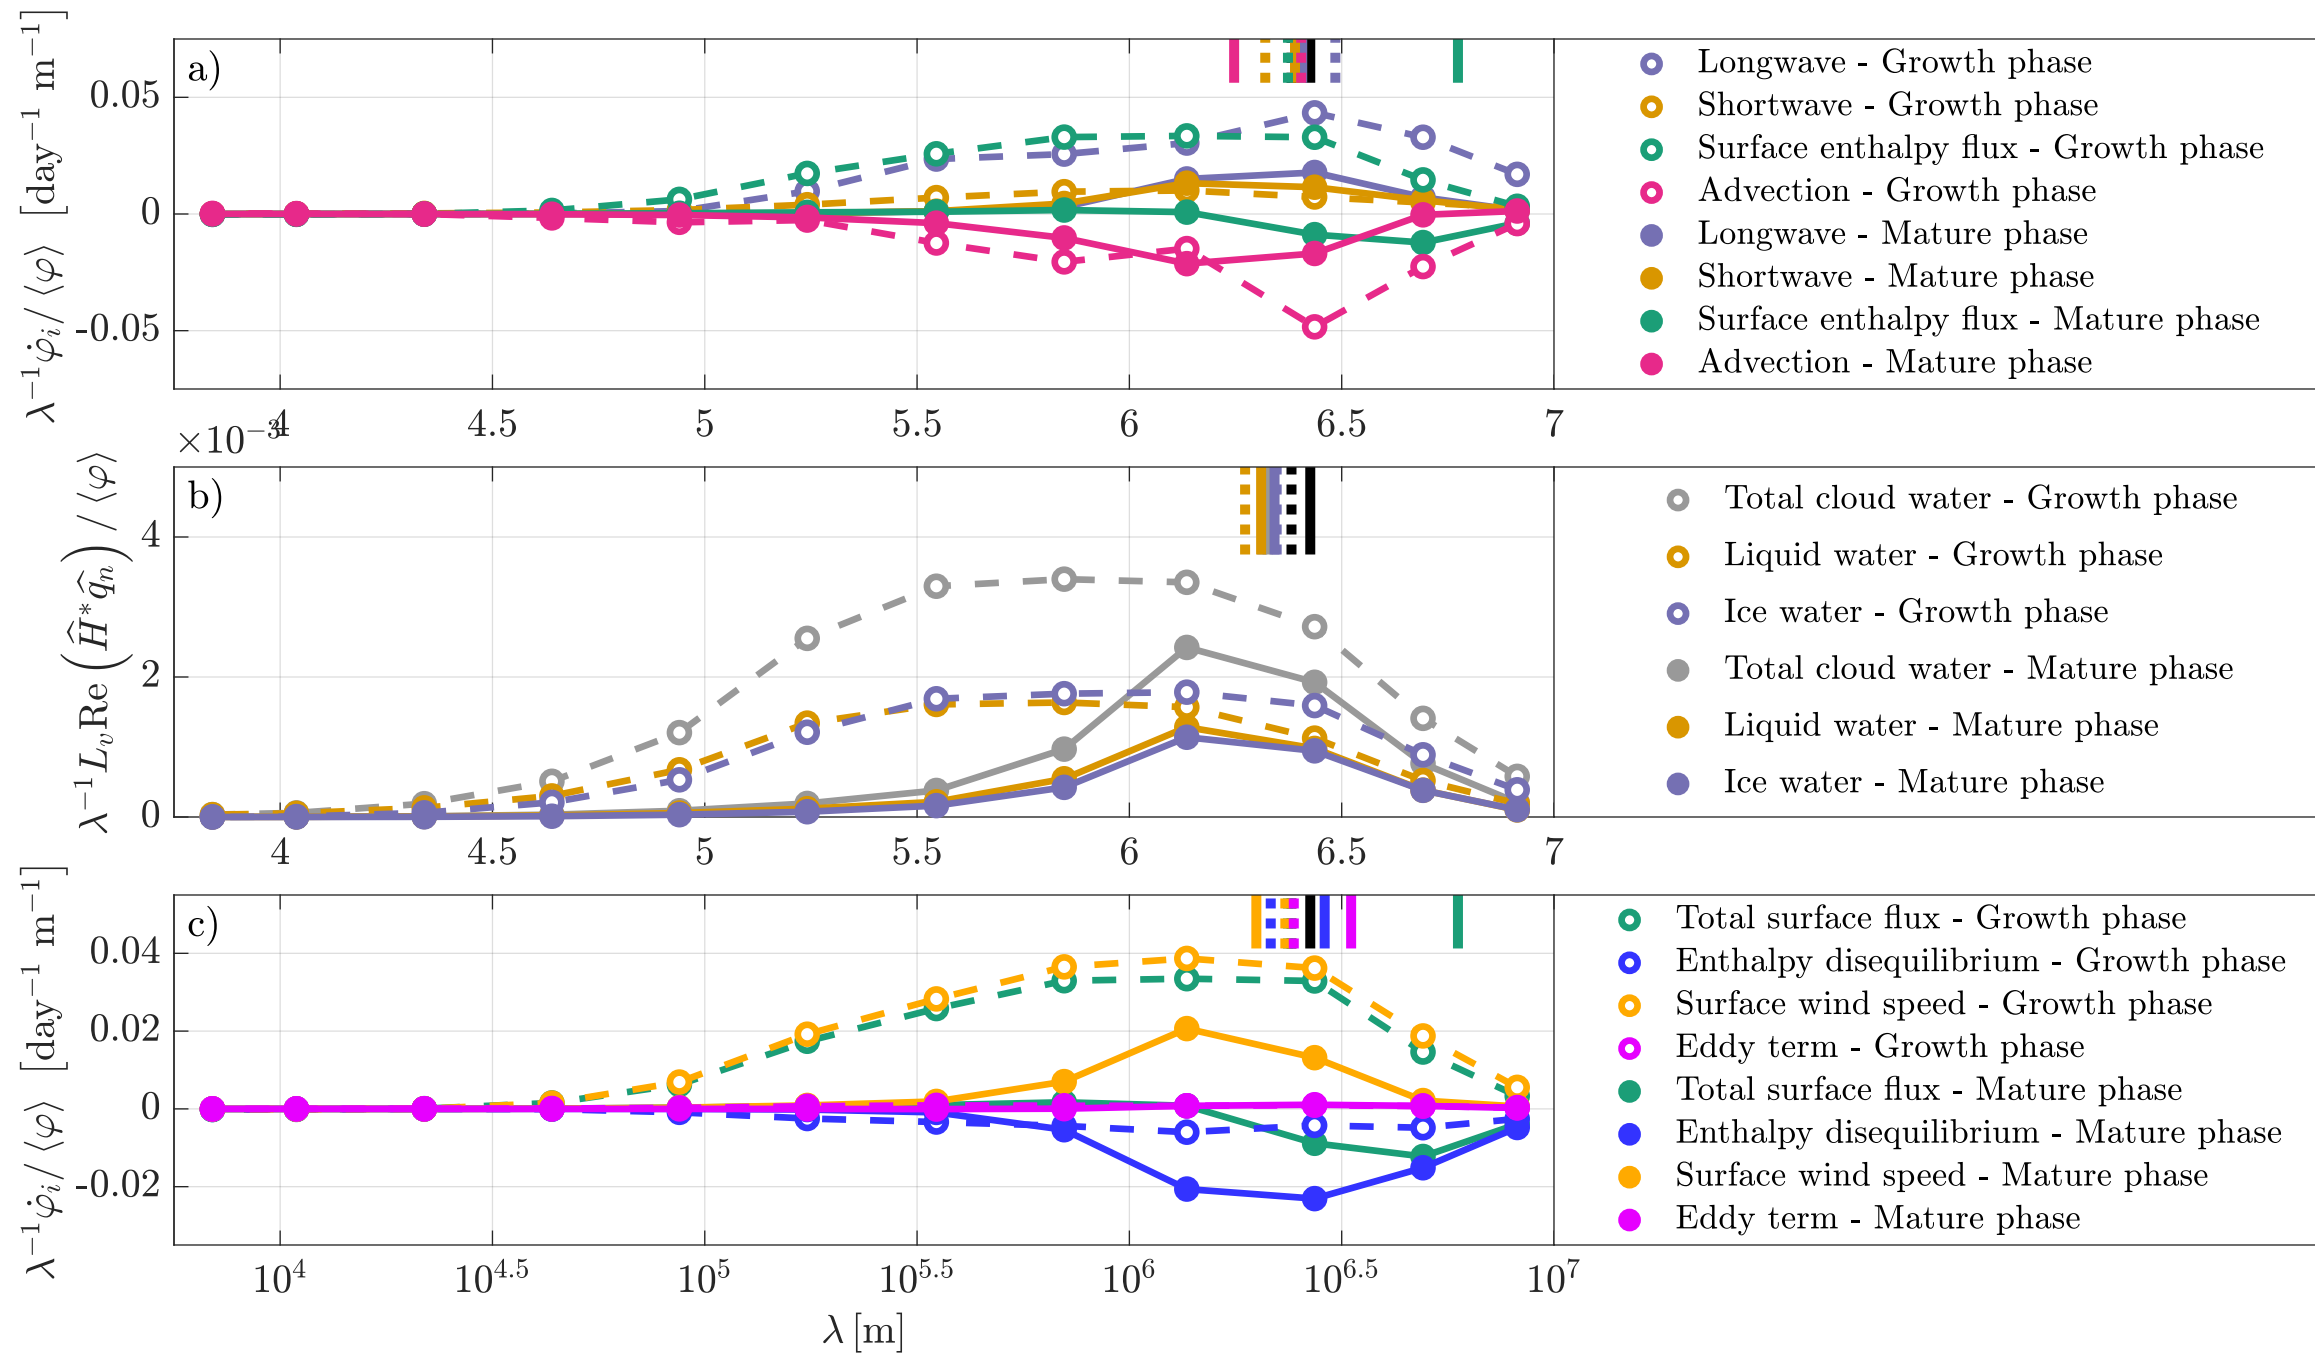 a)
λ⁻¹φ̇ᵢ/⟨φ⟩ [day⁻¹ m⁻¹]
0.05
0
-0.05
4 4.5 5 5.5 6 6.5 7
Longwave - Growth phase
Shortwave - Growth phase
Surface enthalpy flux - Growth phase
Advection - Growth phase
Longwave - Mature phase
Shortwave - Mature phase
Surface enthalpy flux - Mature phase
Advection - Mature phase
×10⁻³
b)
λ⁻¹LᵥRe(Ĥ*q̂ₙ)/⟨φ⟩
4
2
0
4 4.5 5 5.5 6 6.5 7
Total cloud water - Growth phase
Liquid water - Growth phase
Ice water - Growth phase
Total cloud water - Mature phase
Liquid water - Mature phase
Ice water - Mature phase
c)
λ⁻¹φ̇ᵢ/⟨φ⟩ [day⁻¹ m⁻¹]
0.04
0.02
0
-0.02
10⁴ 10⁴·⁵ 10⁵ 10⁵·⁵ 10⁶ 10⁶·⁵ 10⁷
λ [m]
Total surface flux - Growth phase
Enthalpy disequilibrium - Growth phase
Surface wind speed - Growth phase
Eddy term - Growth phase
Total surface flux - Mature phase
Enthalpy disequilibrium - Mature phase
Surface wind speed - Mature phase
Eddy term - Mature phase